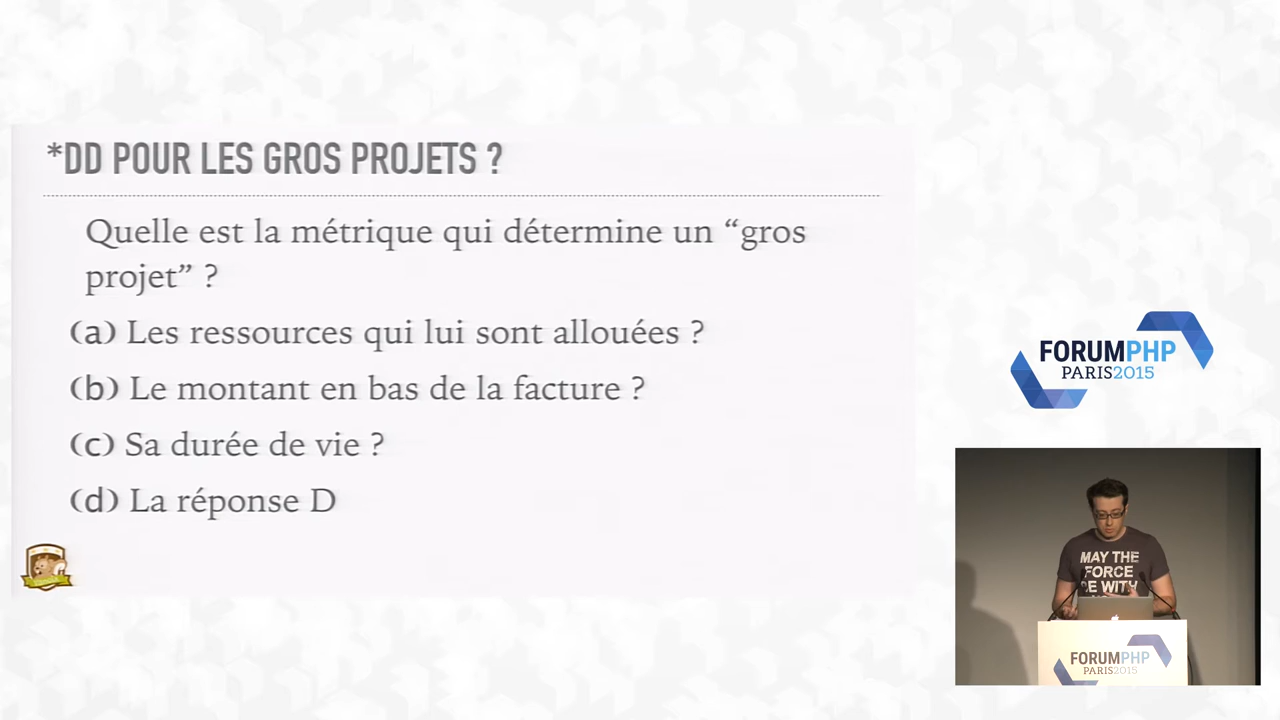 *DD POUR LES GROS PROJETS ?
Quelle est la métrique qui détermine un “gros
projet” ?
(a) Les ressources qui lui sont allouées ?
(b) Le montant en bas de la facture ?
(c) Sa durée de vie ?
(d) La réponse D
FORUMPHP
PARIS2015
MAY THE
FORCE
BE WITH
FORUMPHP
PARIS2015